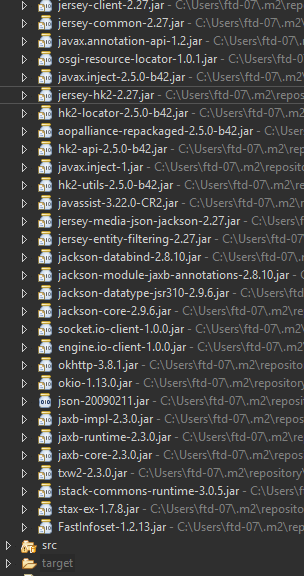 jersey-client-2.27.jar - C:\Users\ftd-07\.m2\rep
jersey-common-2.27.jar - C:\Users\ftd-07\.m2\
javax.annotation-api-1.2.jar - C:\Users\ftd-07\
osgi-resource-locator-1.0.1.jar - C:\Users\ftd-
javax.inject-2.5.0-b42.jar - C:\Users\ftd-07\.m2\
jersey-hk2-2.27.jar - C:\Users\ftd-07\.m2\repos
hk2-locator-2.5.0-b42.jar - C:\Users\ftd-07\.m2
aopalliance-repackaged-2.5.0-b42.jar - C:\Use
hk2-api-2.5.0-b42.jar - C:\Users\ftd-07\.m2\rep
javax.inject-1.jar - C:\Users\ftd-07\.m2\reposito
hk2-utils-2.5.0-b42.jar - C:\Users\ftd-07\.m2\re
javassist-3.22.0-CR2.jar - C:\Users\ftd-07\.m2\r
jersey-media-json-jackson-2.27.jar - C:\Users\
jersey-entity-filtering-2.27.jar - C:\Users\ftd-0
jackson-databind-2.8.10.jar - C:\Users\ftd-07\.
jackson-module-jaxb-annotations-2.8.10.jar -
jackson-datatype-jsr310-2.9.6.jar - C:\Users\ft
jackson-core-2.9.6.jar - C:\Users\ftd-07\.m2\re
socket.io-client-1.0.0.jar - C:\Users\ftd-07\.m2
engine.io-client-1.0.0.jar - C:\Users\ftd-07\.m2
okhttp-3.8.1.jar - C:\Users\ftd-07\.m2\reposito
okio-1.13.0.jar - C:\Users\ftd-07\.m2\repository
json-20090211.jar - C:\Users\ftd-07\.m2\reposi
jaxb-impl-2.3.0.jar - C:\Users\ftd-07\.m2\repos
jaxb-runtime-2.3.0.jar - C:\Users\ftd-07\.m2\re
jaxb-core-2.3.0.jar - C:\Users\ftd-07\.m2\repos
txw2-2.3.0.jar - C:\Users\ftd-07\.m2\repository\
istack-commons-runtime-3.0.5.jar - C:\Users\f
stax-ex-1.7.8.jar - C:\Users\ftd-07\.m2\reposit
FastInfoset-1.2.13.jar - C:\Users\ftd-07\.m2\rep
src
target